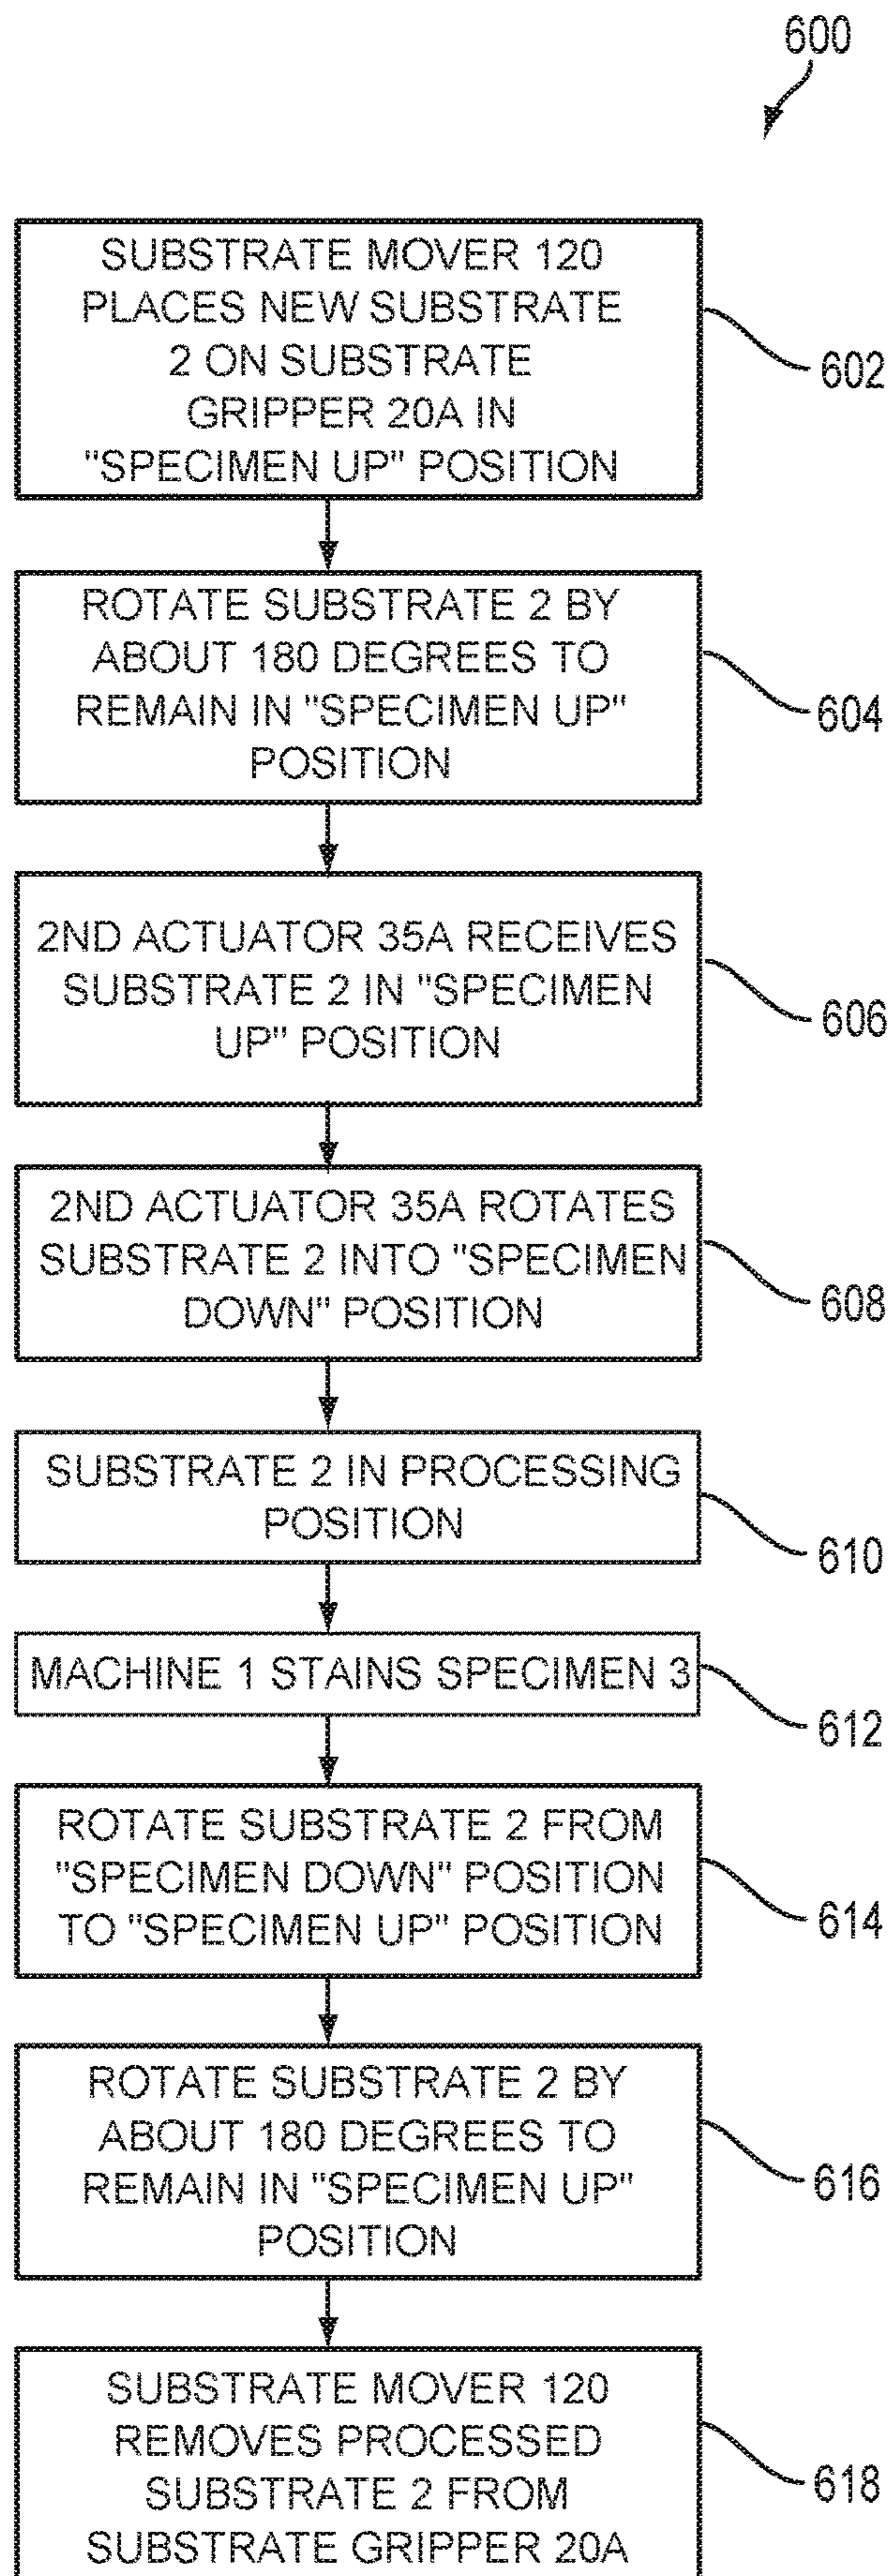 600
SUBSTRATE MOVER 120
PLACES NEW SUBSTRATE
2 ON SUBSTRATE
GRIPPER 20A IN
"SPECIMEN UP" POSITION
602
ROTATE SUBSTRATE 2 BY
ABOUT 180 DEGREES TO
REMAIN IN "SPECIMEN UP"
POSITION
604
2ND ACTUATOR 35A RECEIVES
SUBSTRATE 2 IN "SPECIMEN
UP" POSITION
606
2ND ACTUATOR 35A ROTATES
SUBSTRATE 2 INTO "SPECIMEN
DOWN" POSITION
608
SUBSTRATE 2 IN PROCESSING
POSITION
610
MACHINE 1 STAINS SPECIMEN 3
612
ROTATE SUBSTRATE 2 FROM
"SPECIMEN DOWN" POSITION
TO "SPECIMEN UP" POSITION
614
ROTATE SUBSTRATE 2 BY
ABOUT 180 DEGREES TO
REMAIN IN "SPECIMEN UP"
POSITION
616
SUBSTRATE MOVER 120
REMOVES PROCESSED
SUBSTRATE 2 FROM
SUBSTRATE GRIPPER 20A
618